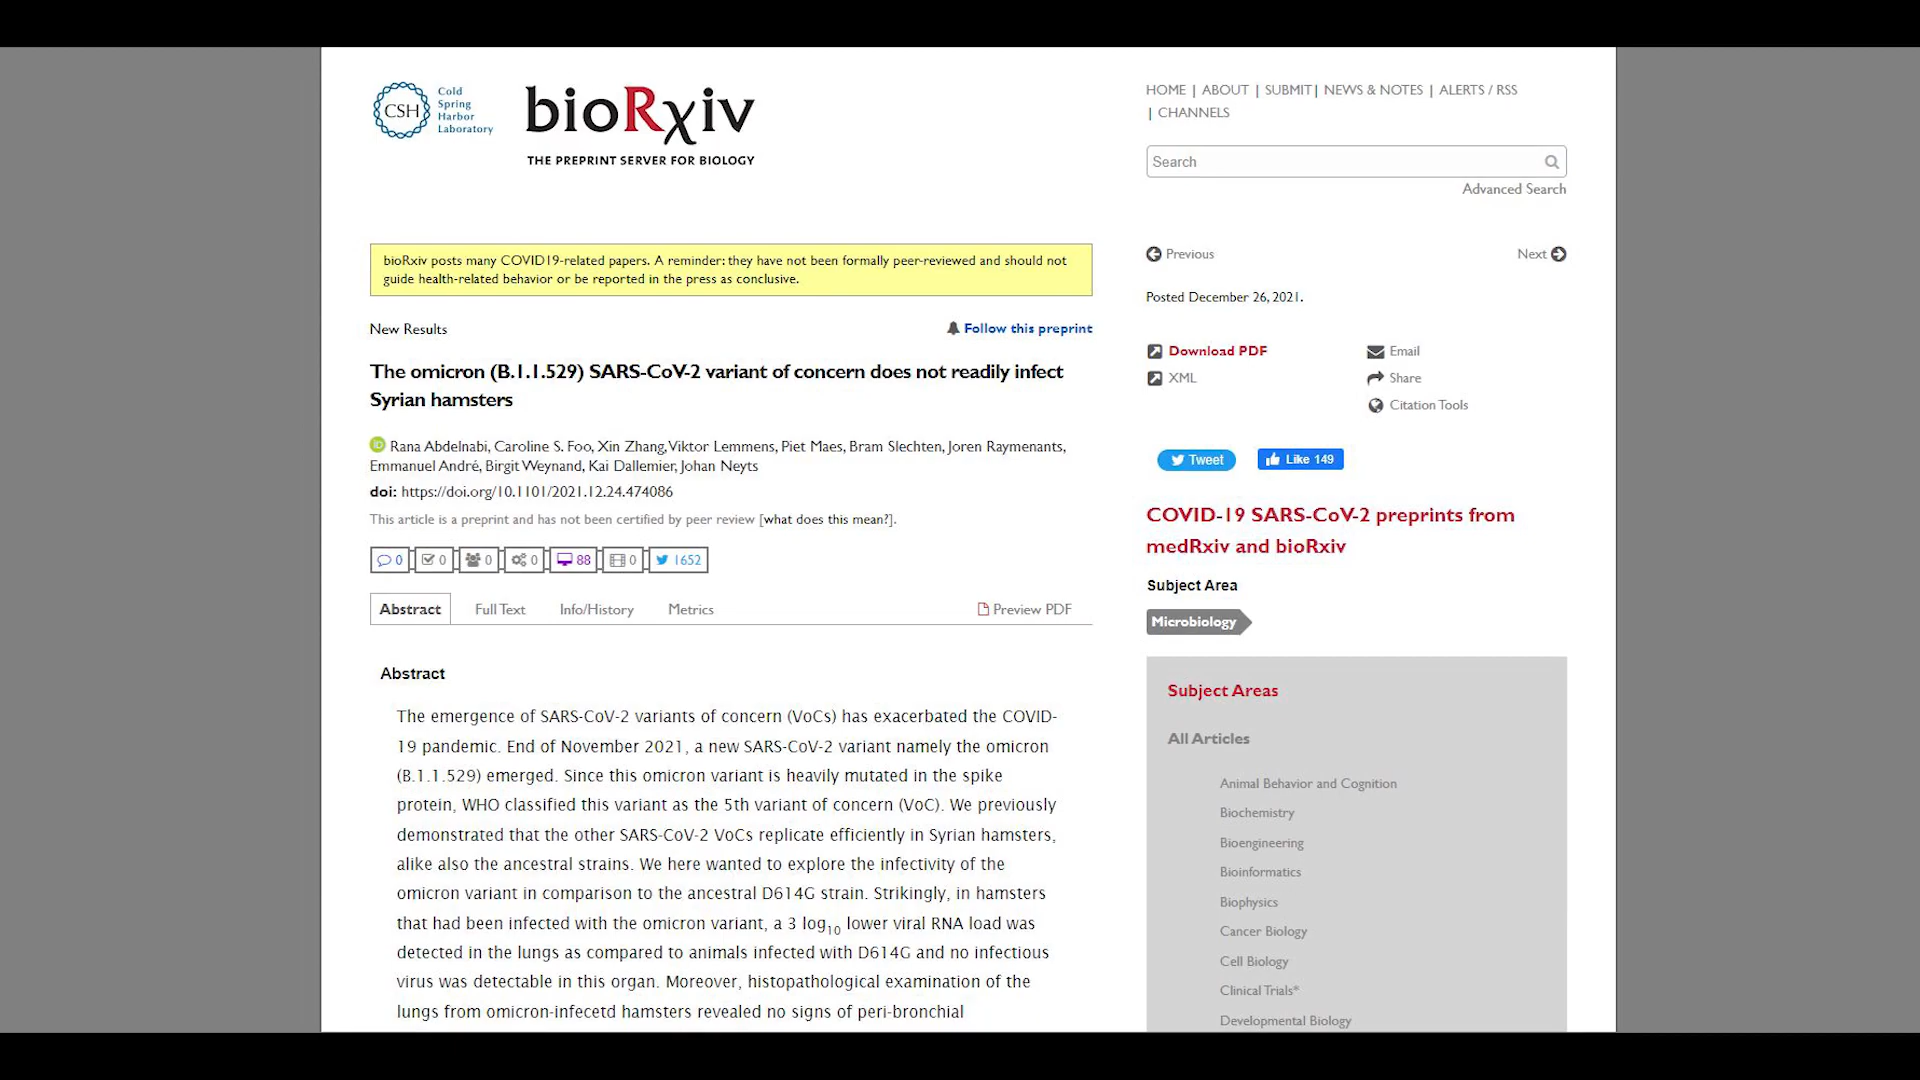 CSH Cold
Spring
Harbor
Laboratory
bioRxiv
THE PREPRINT SERVER FOR BIOLOGY
HOME | ABOUT | SUBMIT | NEWS & NOTES | ALERTS / RSS
| CHANNELS
Search
Advanced Search
bioRxiv posts many COVID19-related papers. A reminder: they have not been formally peer-reviewed and should not
guide health-related behavior or be reported in the press as conclusive.
New Results
Follow this preprint
The omicron (B.1.1.529) SARS-CoV-2 variant of concern does not readily infect
Syrian hamsters
iD Rana Abdelnabi, Caroline S. Foo, Xin Zhang, Viktor Lemmens, Piet Maes, Bram Slechten, Joren Raymenants,
Emmanuel André, Birgit Weynand, Kai Dallemier, Johan Neyts
doi: https://doi.org/10.1101/2021.12.24.474086
This article is a preprint and has not been certified by peer review [what does this mean?].
0 0 0 0 88 0 1652
Abstract Full Text Info/History Metrics Preview PDF
Abstract
The emergence of SARS-CoV-2 variants of concern (VoCs) has exacerbated the COVID-
19 pandemic. End of November 2021, a new SARS-CoV-2 variant namely the omicron
(B.1.1.529) emerged. Since this omicron variant is heavily mutated in the spike
protein, WHO classified this variant as the 5th variant of concern (VoC). We previously
demonstrated that the other SARS-CoV-2 VoCs replicate efficiently in Syrian hamsters,
alike also the ancestral strains. We here wanted to explore the infectivity of the
omicron variant in comparison to the ancestral D614G strain. Strikingly, in hamsters
that had been infected with the omicron variant, a 3 log10 lower viral RNA load was
detected in the lungs as compared to animals infected with D614G and no infectious
virus was detectable in this organ. Moreover, histopathological examination of the
lungs from omicron-infecetd hamsters revealed no signs of peri-bronchial
Previous Next
Posted December 26, 2021.
Download PDF Email
XML Share
Citation Tools
Tweet Like 149
COVID-19 SARS-CoV-2 preprints from
medRxiv and bioRxiv
Subject Area
Microbiology
Subject Areas
All Articles
Animal Behavior and Cognition
Biochemistry
Bioengineering
Bioinformatics
Biophysics
Cancer Biology
Cell Biology
Clinical Trials*
Developmental Biology